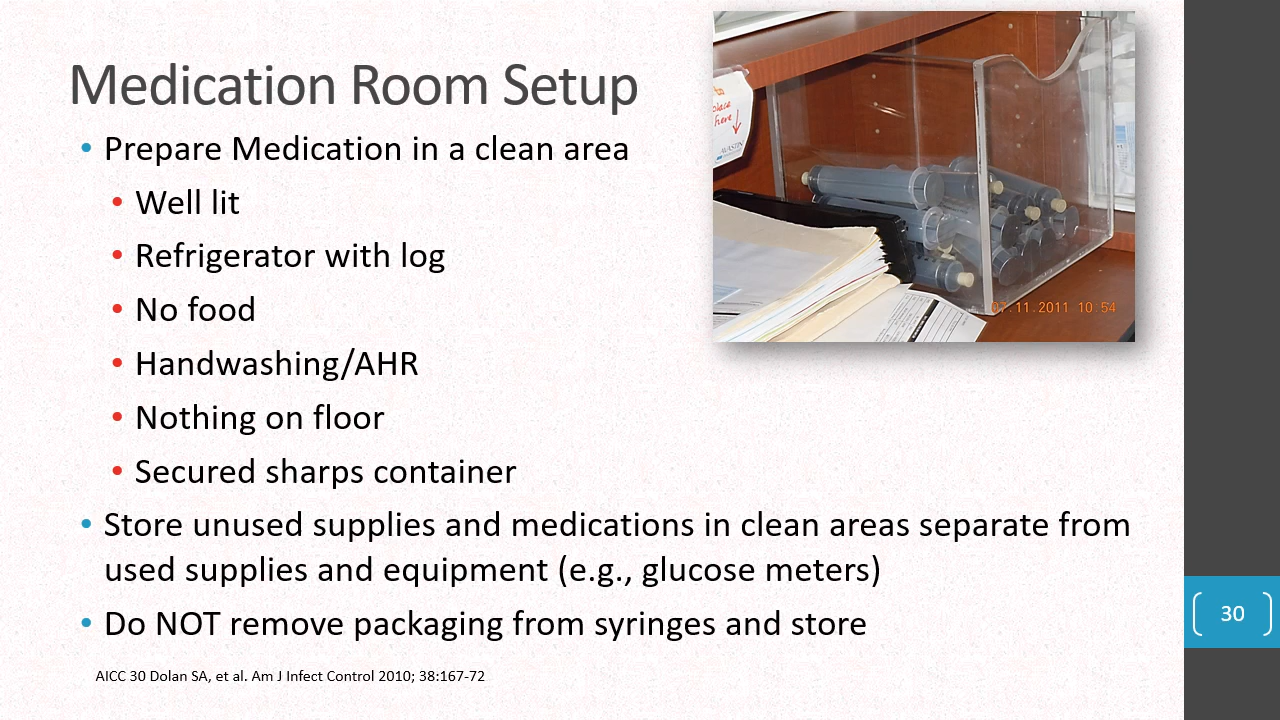 Medication Room Setup
Prepare Medication in a clean area
Well lit
Refrigerator with log
No food
Handwashing/AHR
Nothing on floor
Secured sharps container
Store unused supplies and medications in clean areas separate from
used supplies and equipment (e.g., glucose meters)
Do NOT remove packaging from syringes and store
AICC 30 Dolan SA, et al. Am J Infect Control 2010; 38:167-72
here
AVASTIN
07.11.2011 10:54
30